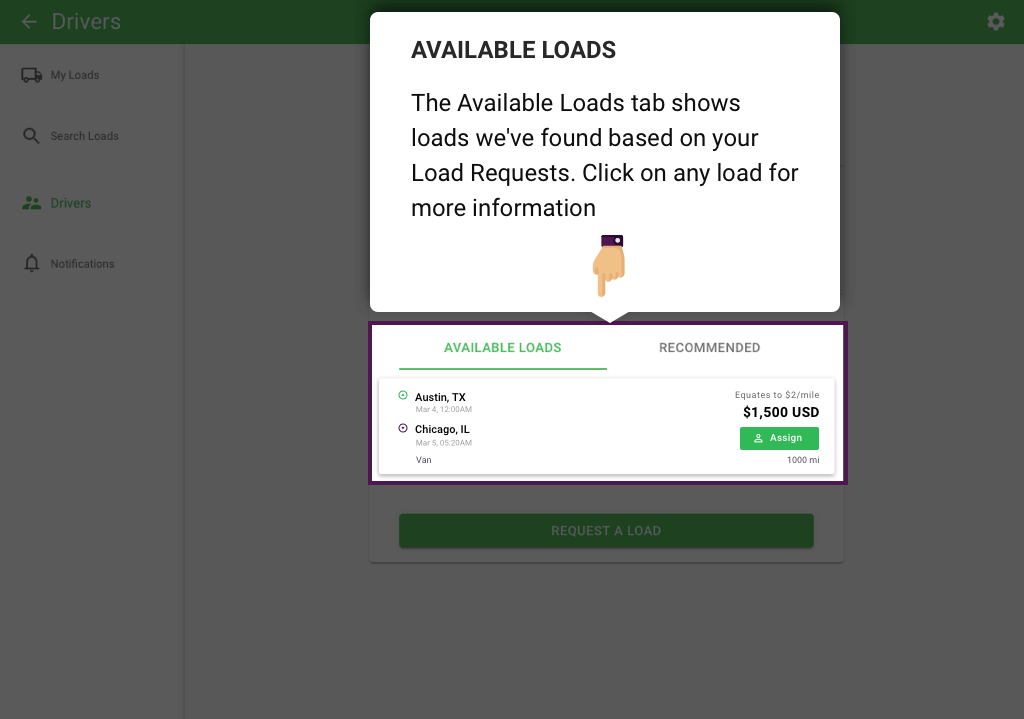 Drivers
My Loads
Search Loads
Drivers
Notifications
AVAILABLE LOADS
The Available Loads tab shows
loads we've found based on your
Load Requests. Click on any load for
more information
AVAILABLE LOADS
RECOMMENDED
Austin, TX
Mar 4, 12:00AM
Chicago, IL
Mar 5, 05:20AM
Van
Equates to $2/mile
$1,500 USD
Assign
1000 mi
REQUEST A LOAD